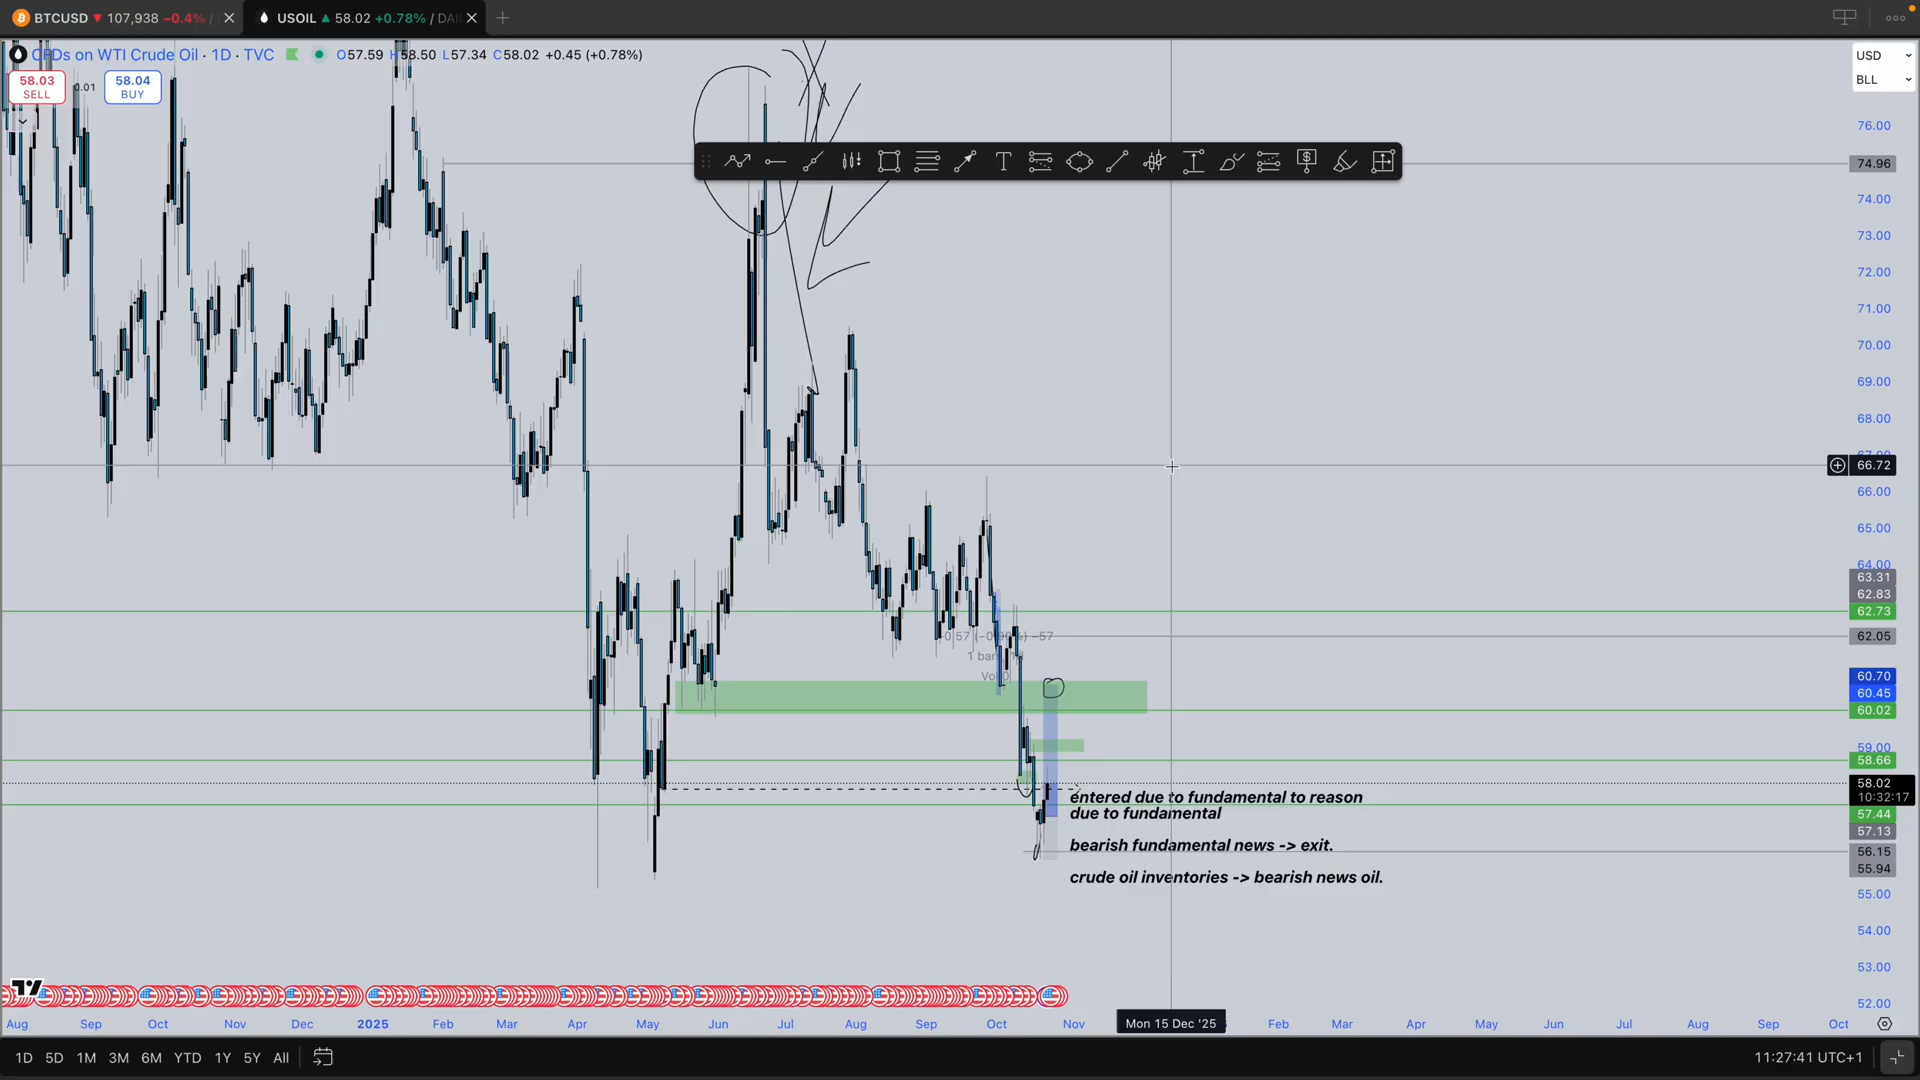 BTCUSD 107,938 −0.4% /
USOIL 58.02 +0.78% / DAI
CFDs on WTI Crude Oil · 1D · TVC O57.59 H58.50 L57.34 C58.02 +0.45 (+0.78%)
58.03
SELL
0.01
58.04
BUY
USD
BLL
76.00
74.96
74.00
73.00
72.00
71.00
70.00
69.00
68.00
66.72
66.00
65.00
64.00
63.31
62.83
62.73
62.05
60.70
60.45
60.02
59.00
58.66
58.02
10:32:17
57.44
57.13
56.15
55.94
55.00
54.00
53.00
52.00
1 bar
entered due to fundamental to reason
due to fundamental
bearish fundamental news -> exit.
crude oil inventories -> bearish news oil.
Aug Sep Oct Nov Dec 2025 Feb Mar Apr May Jun Jul Aug Sep Oct Nov Mon 15 Dec '25 Feb Mar Apr May Jun Jul Aug Sep Oct
1D 5D 1M 3M 6M YTD 1Y 5Y All
11:27:41 UTC+1